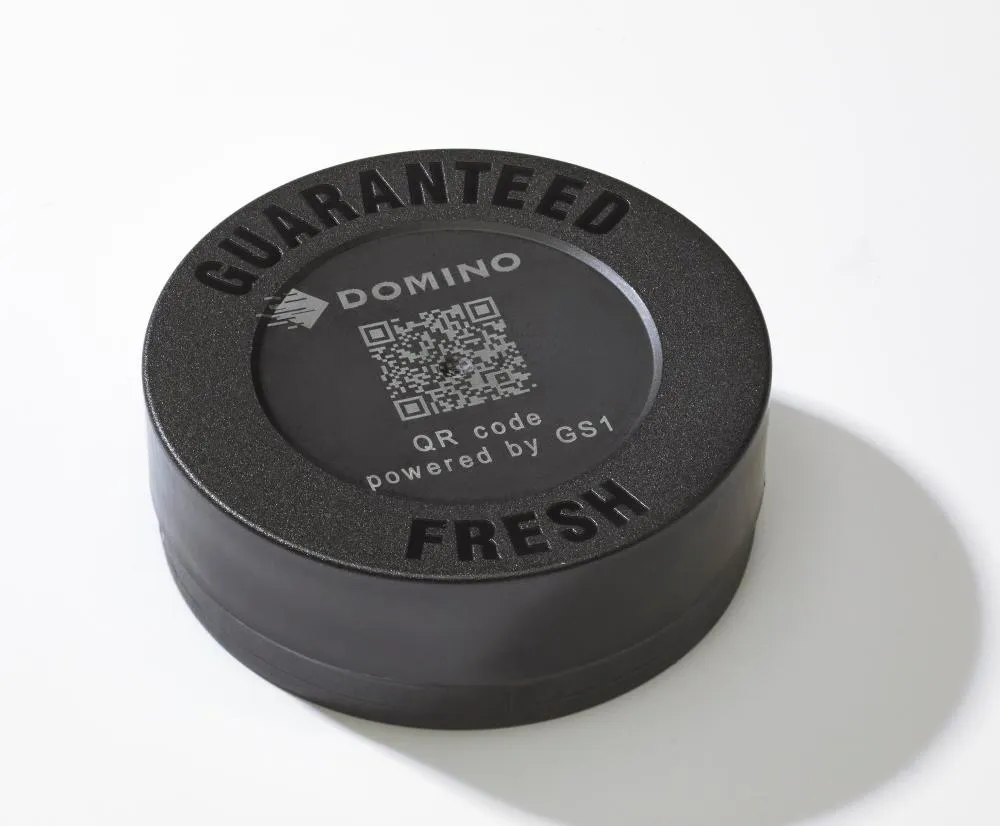 GUARANTEED
DOMINO
QR code
powered by GS1
FRESH